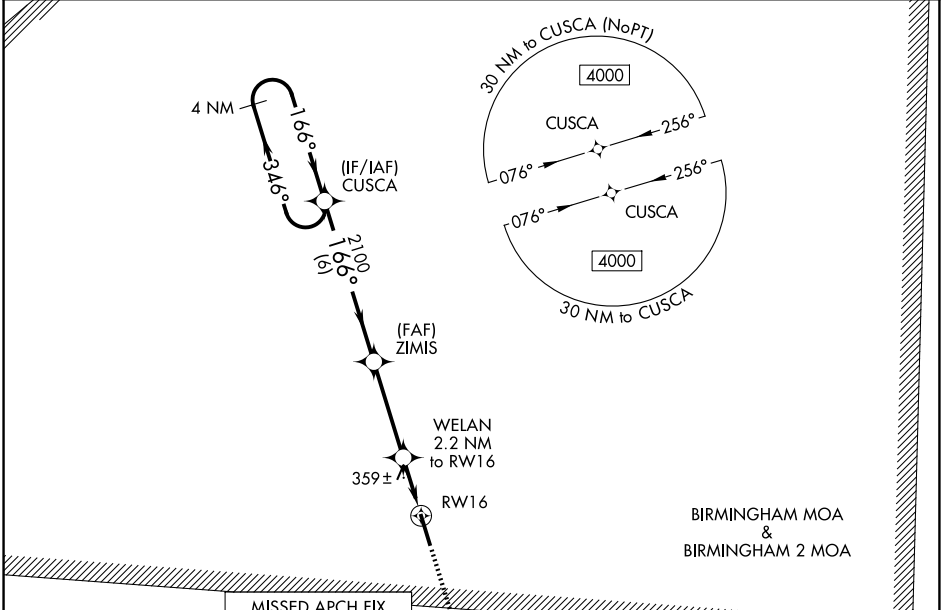 30 NM to CUSCA (NoPT)
4000
CUSCA
256°
076°
256°
076°
CUSCA
4000
30 NM to CUSCA
4 NM
166°
346°
(IF/IAF)
CUSCA
2100
166°
(6)
(FAF)
ZIMIS
WELAN
2.2 NM
to RW16
359±
RW16
BIRMINGHAM MOA
&
BIRMINGHAM 2 MOA
MISSED APCH FIX